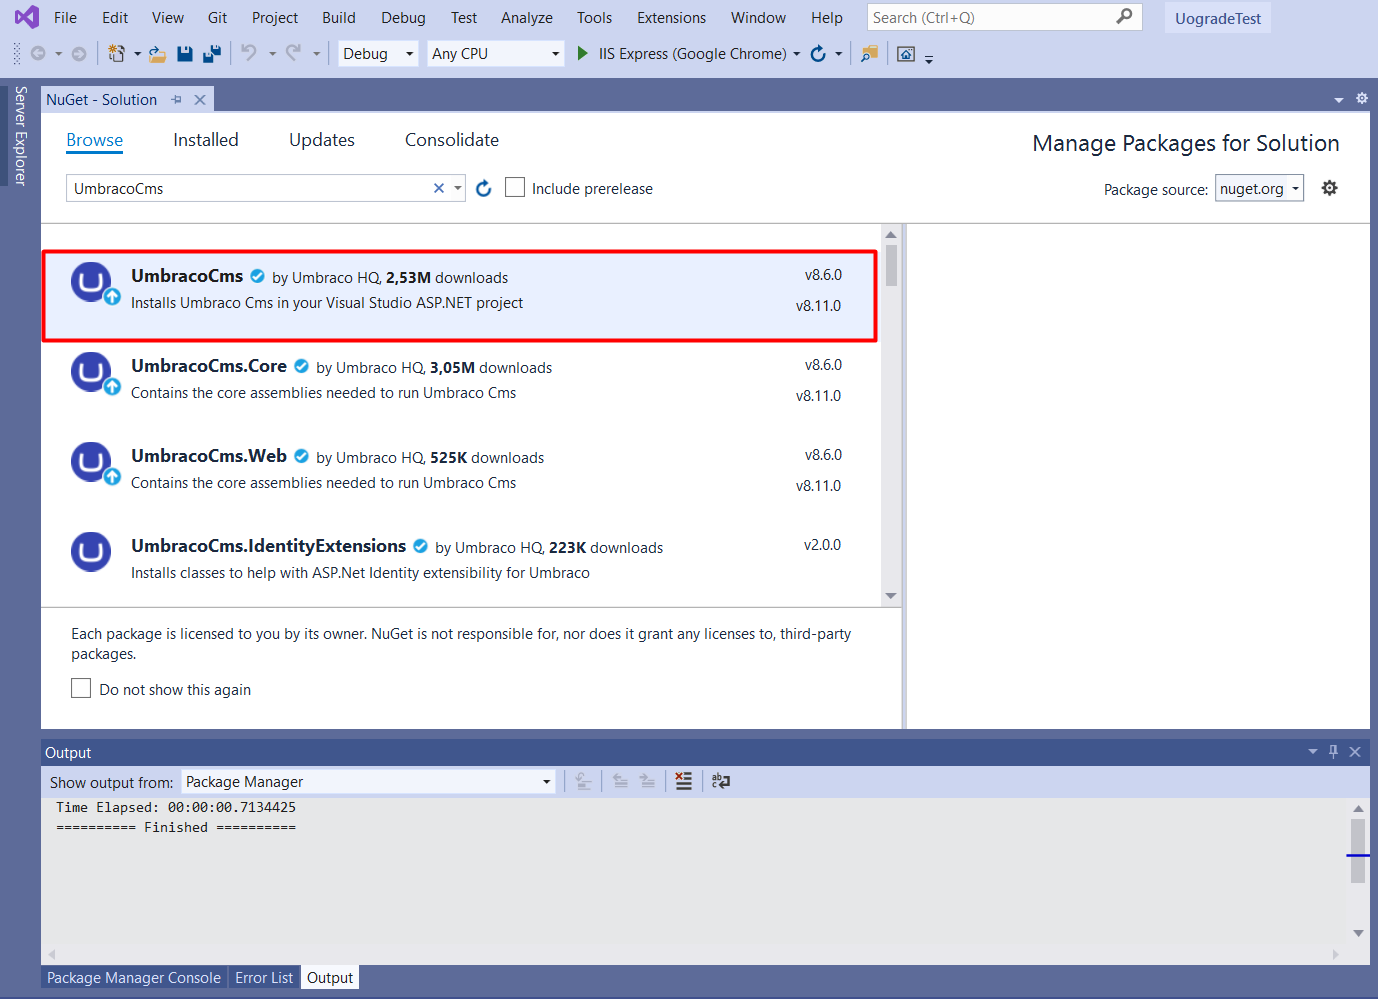 File Edit View Git Project Build Debug Test Analyze Tools Extensions Window Help Search (Ctrl+Q) UogradeTest
Debug Any CPU IIS Express (Google Chrome)
Server Explorer
NuGet - Solution
Browse Installed Updates Consolidate Manage Packages for Solution
UmbracoCms Include prerelease Package source: nuget.org
UmbracoCms by Umbraco HQ, 2,53M downloads v8.6.0
Installs Umbraco Cms in your Visual Studio ASP.NET project v8.11.0
UmbracoCms.Core by Umbraco HQ, 3,05M downloads v8.6.0
Contains the core assemblies needed to run Umbraco Cms v8.11.0
UmbracoCms.Web by Umbraco HQ, 525K downloads v8.6.0
Contains the core assemblies needed to run Umbraco Cms v8.11.0
UmbracoCms.IdentityExtensions by Umbraco HQ, 223K downloads v2.0.0
Installs classes to help with ASP.Net Identity extensibility for Umbraco
Each package is licensed to you by its owner. NuGet is not responsible for, nor does it grant any licenses to, third-party
packages.
Do not show this again
Output
Show output from: Package Manager
Time Elapsed: 00:00:00.7134425
========== Finished ==========
Package Manager Console Error List Output